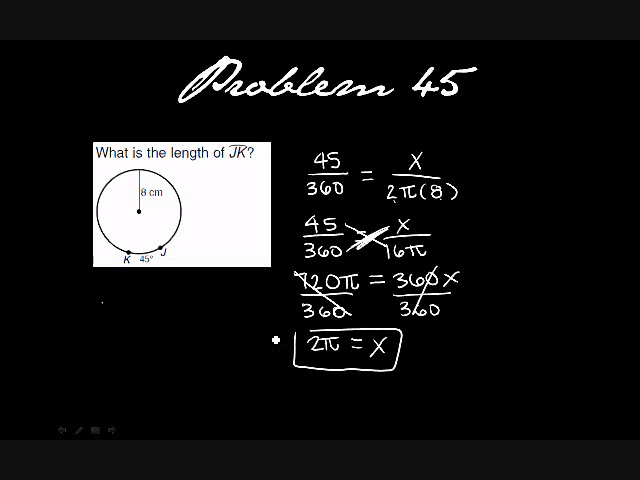 Problem 45
What is the length of JK?
8 cm
K 45° J
45/360 = x/2π(8)
45/360 = x/16π
720π/360 = 360x/360
2π = x